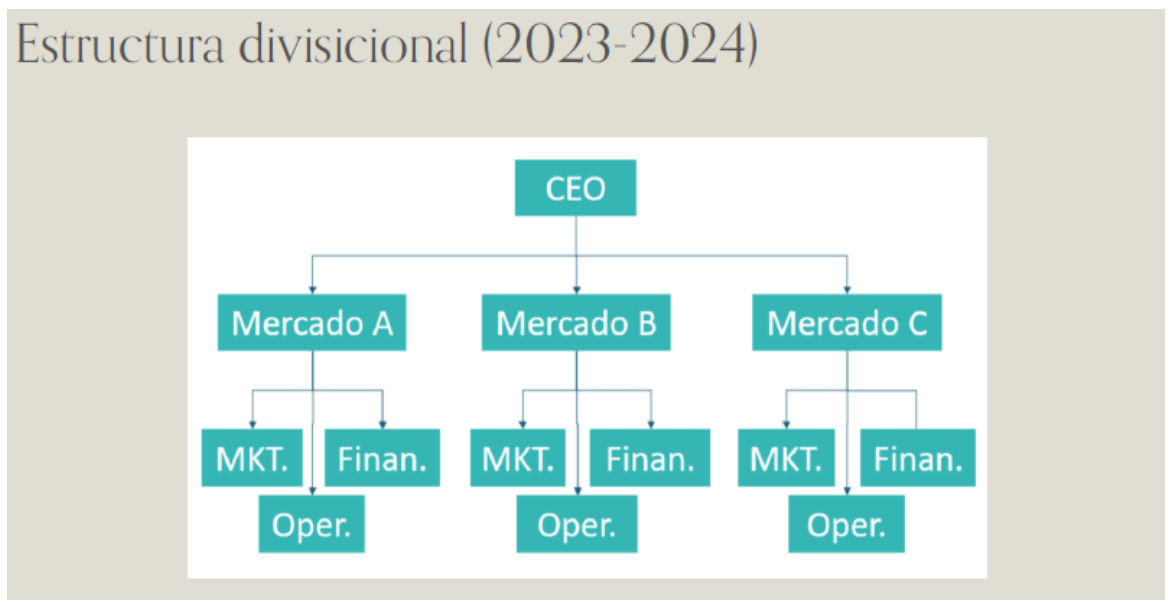 Estructura divisicional (2023-2024)
CEO
Mercado A
Mercado B
Mercado C
MKT.
Finan.
MKT.
Finan.
MKT.
Finan.
Oper.
Oper.
Oper.